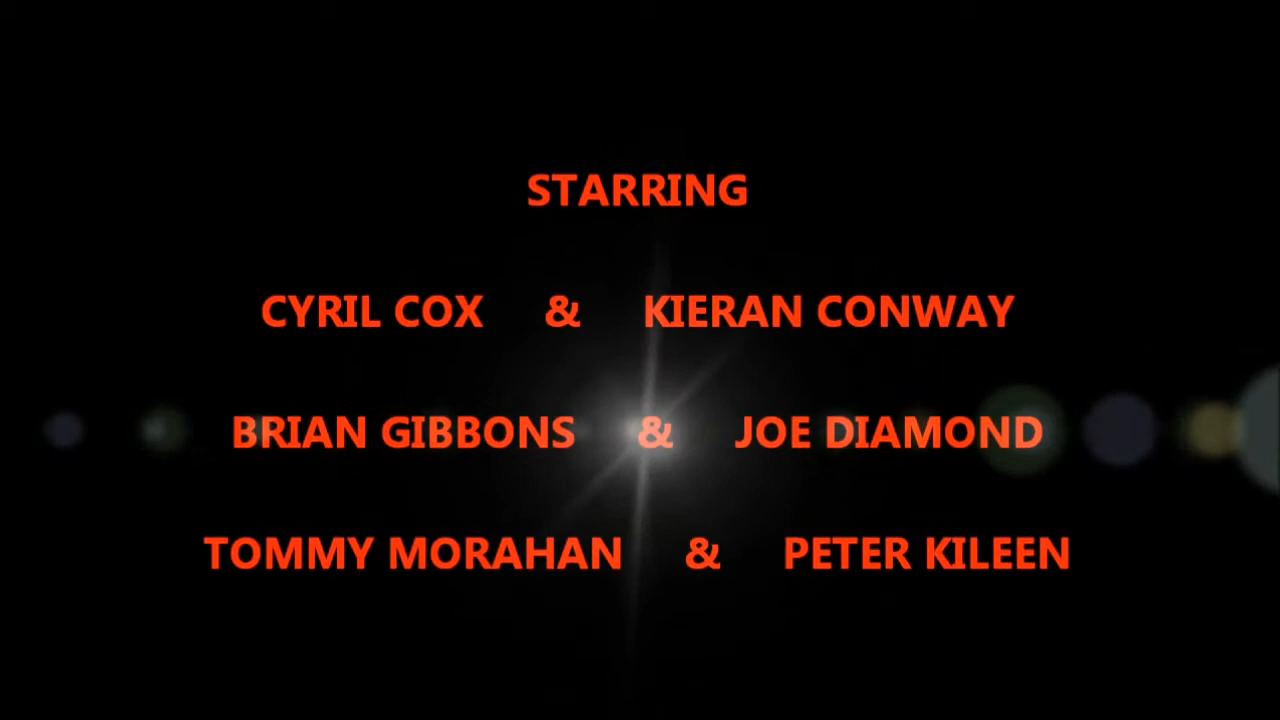 STARRING
CYRIL COX & KIERAN CONWAY
BRIAN GIBBONS & JOE DIAMOND
TOMMY MORAHAN & PETER KILEEN